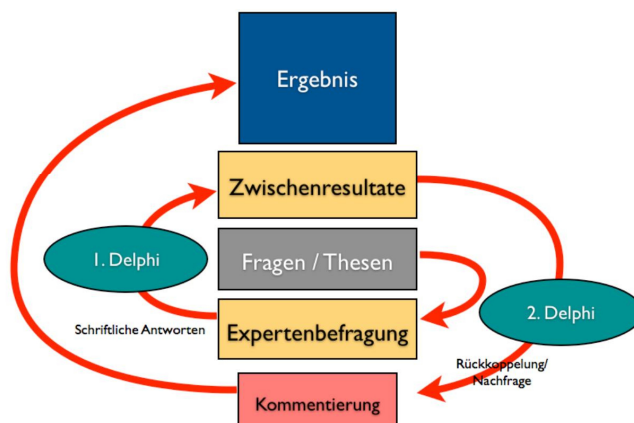 Ergebnis
Zwischenresultate
1. Delphi
Fragen / Thesen
2. Delphi
Schriftliche Antworten
Expertenbefragung
Rückkoppelung/
Nachfrage
Kommentierung